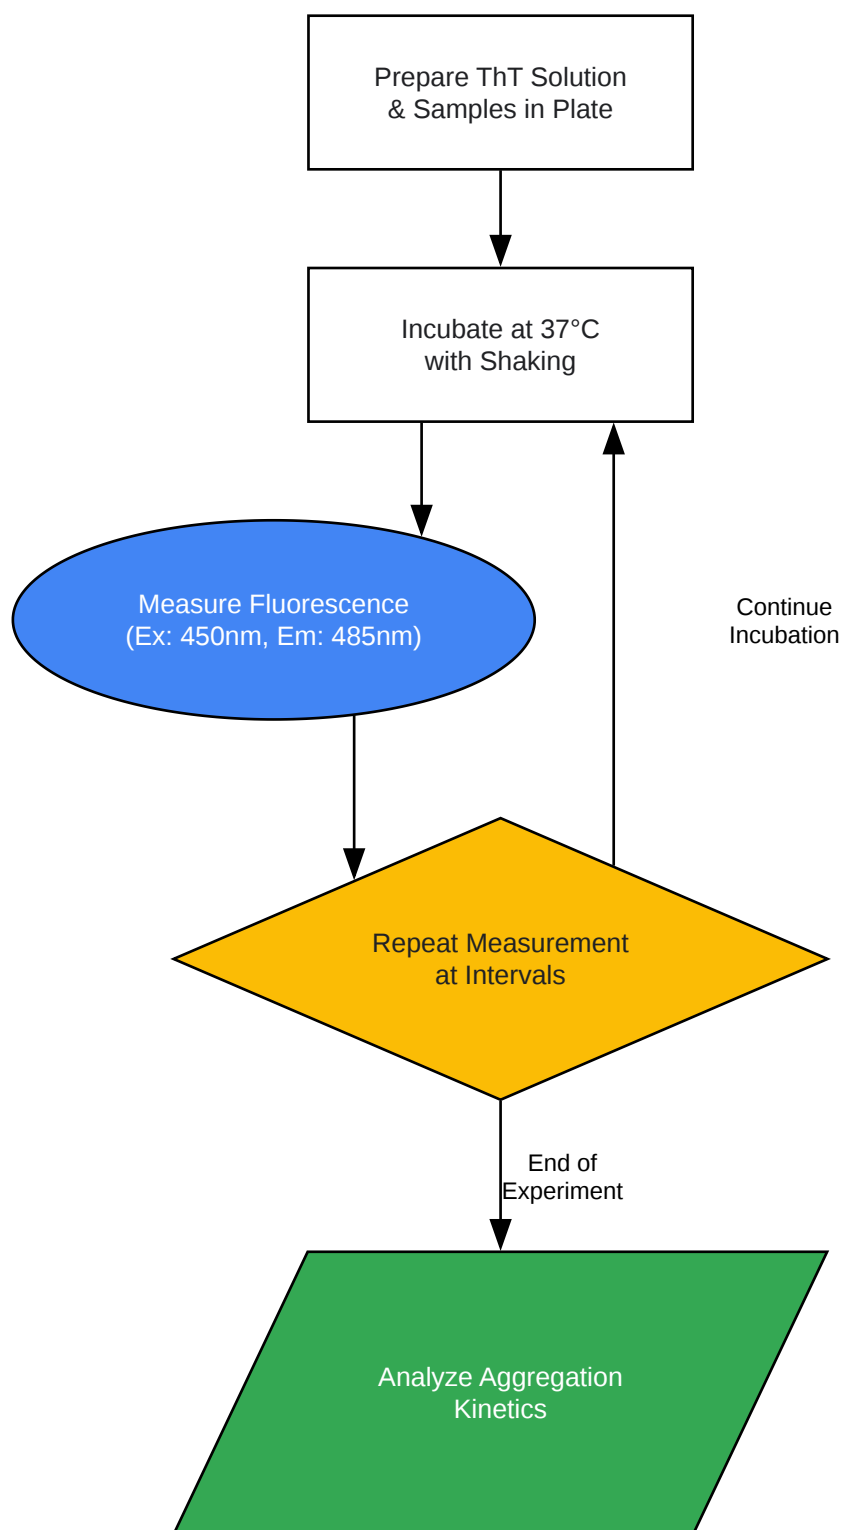 Prepare ThT Solution
& Samples in Plate
Incubate at 37°C
with Shaking
Measure Fluorescence
(Ex: 450nm, Em: 485nm)
Continue
Incubation
Repeat Measurement
at Intervals
End of
Experiment
Analyze Aggregation
Kinetics